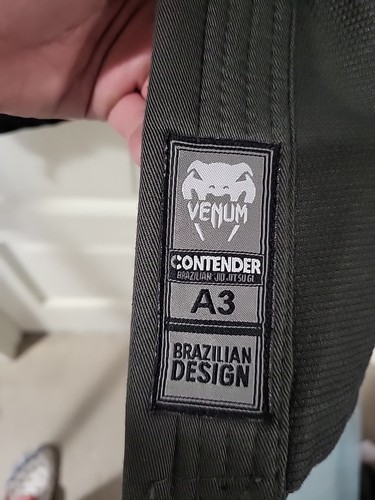 VENUM
CONTENDER
BRAZILIAN JIU JITSU GI
A3
BRAZILIAN
DESIGN